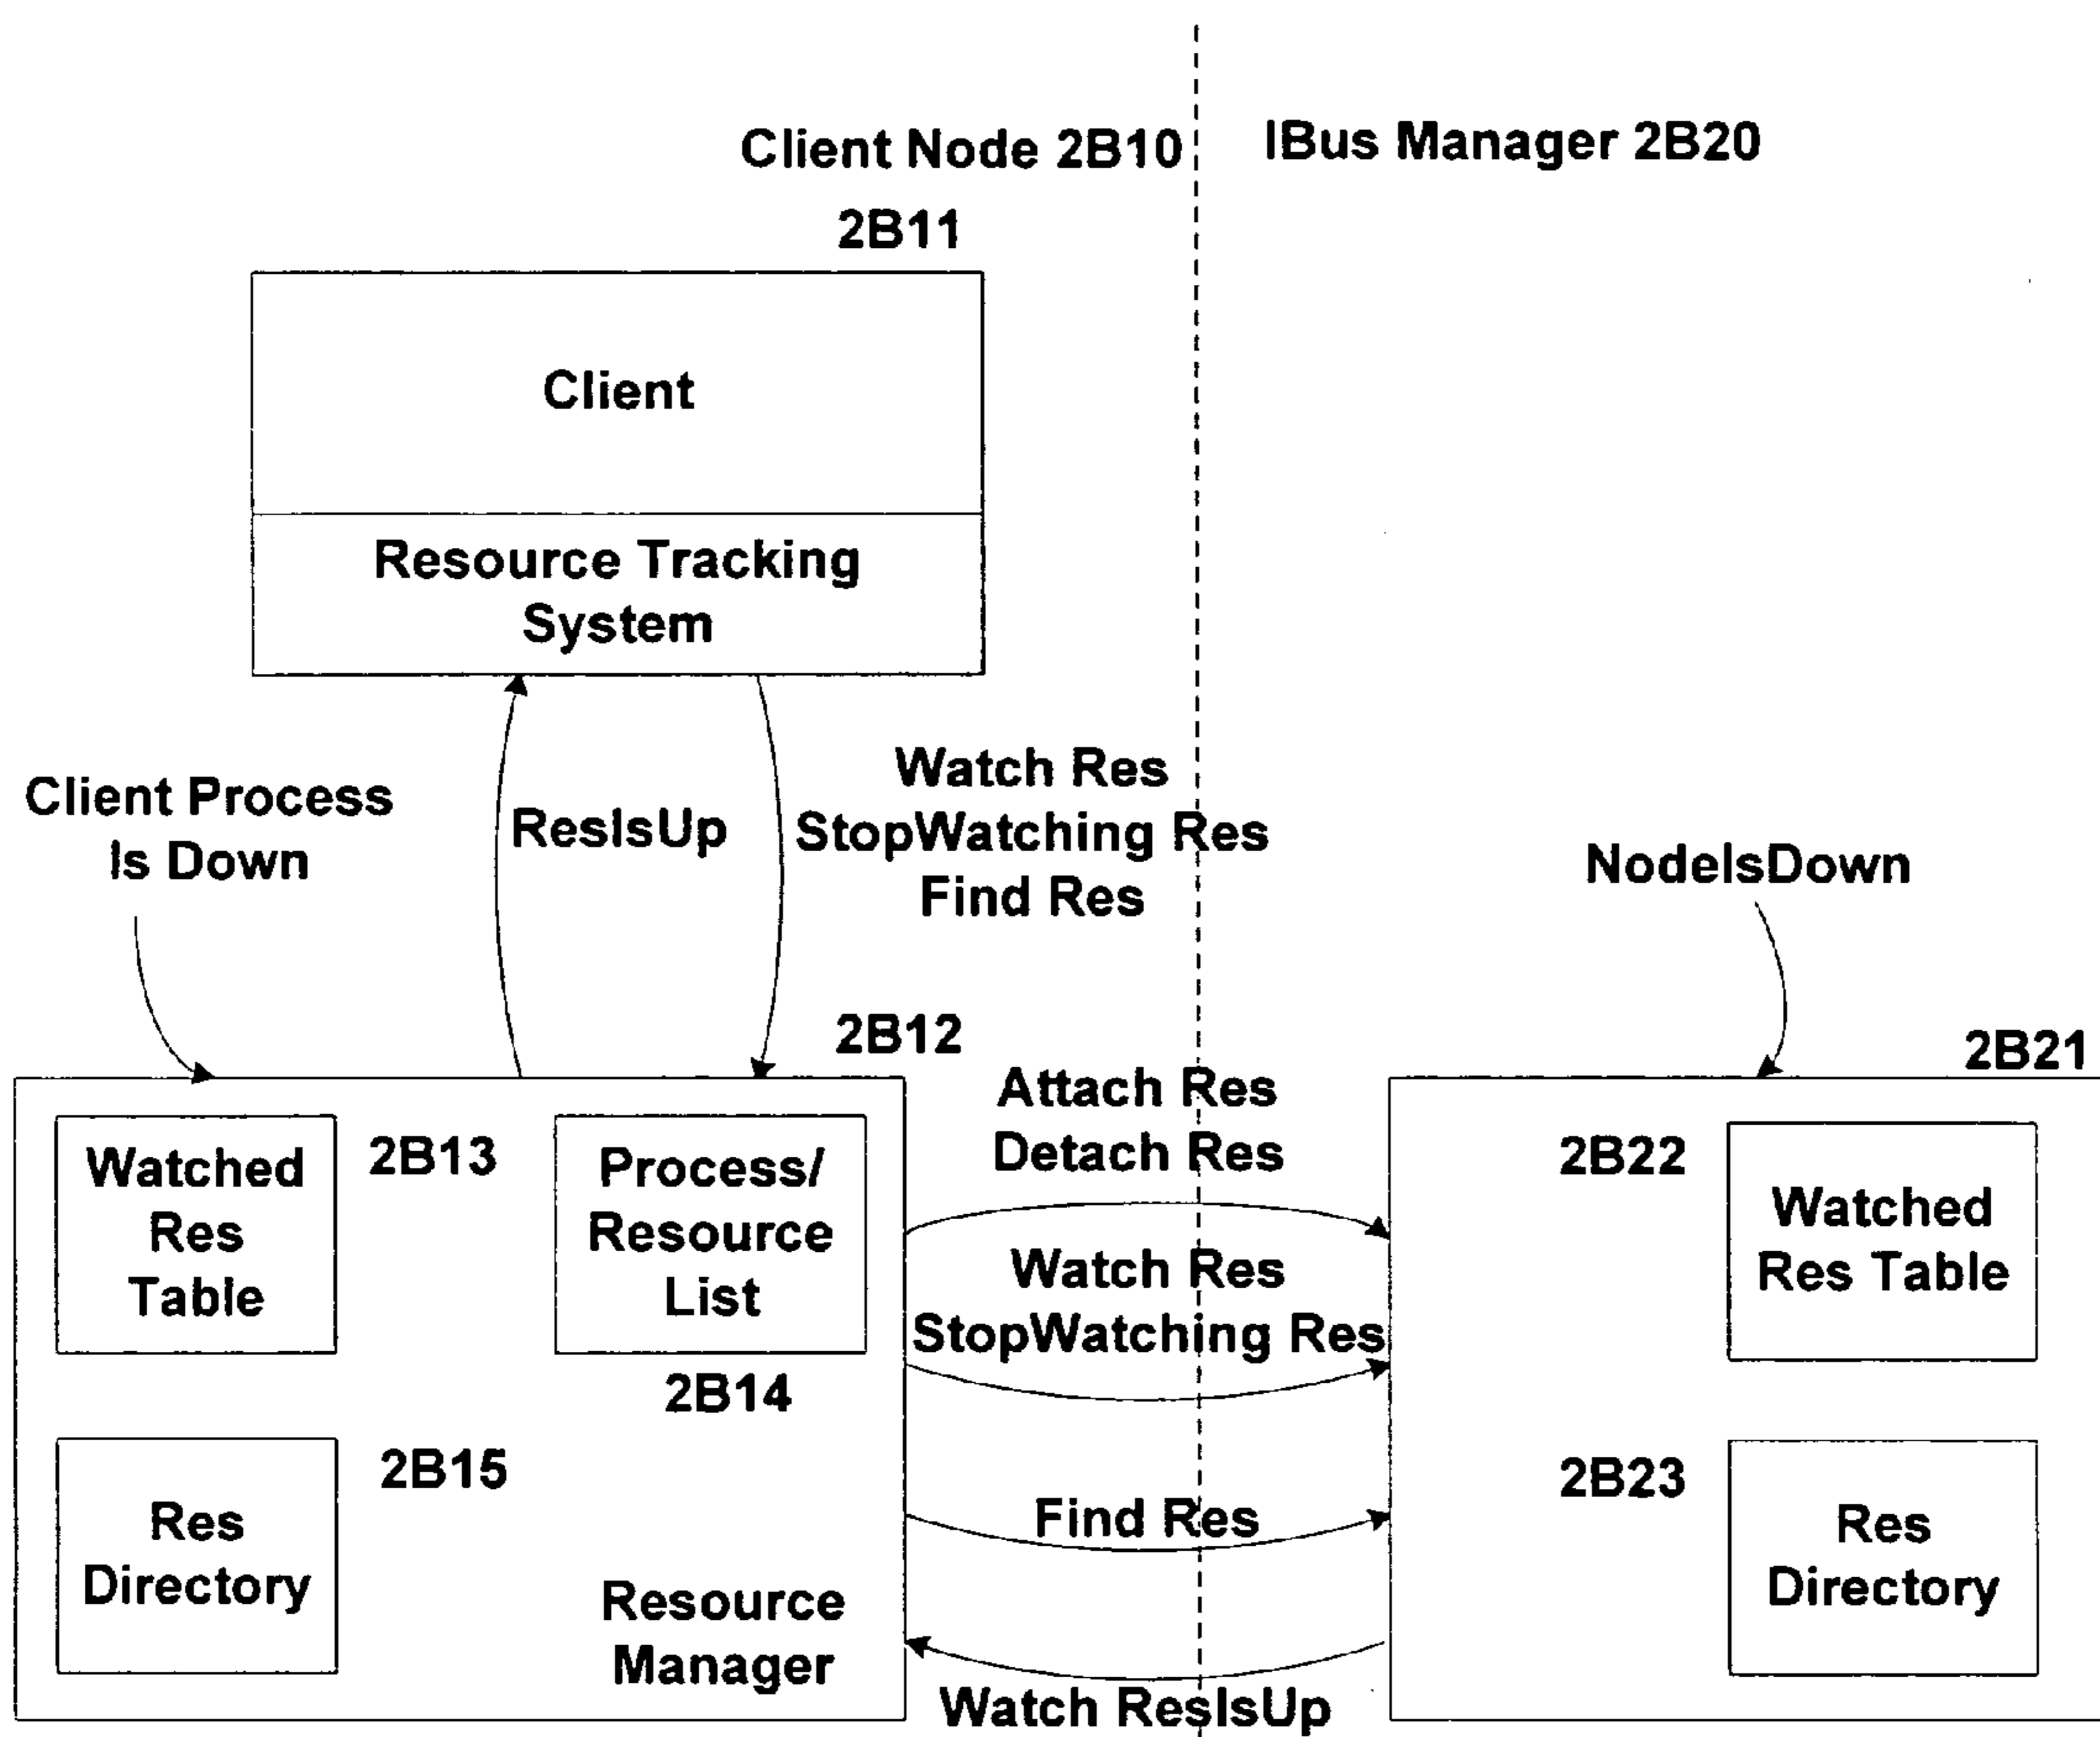 Client Node 2B10
IBus Manager 2B20
2B11
Client
Resource Tracking
System
Client Process
Is Down
ResIsUp
Watch Res
StopWatching Res
Find Res
NodeIsDown
2B12
2B21
Attach Res
Detach Res
Watched
Res
Table
2B13
Process/
Resource
List
2B14
Watch Res
StopWatching Res
2B22
Watched
Res Table
2B15
Res
Directory
Find Res
2B23
Res
Directory
Resource
Manager
Watch ResIsUp